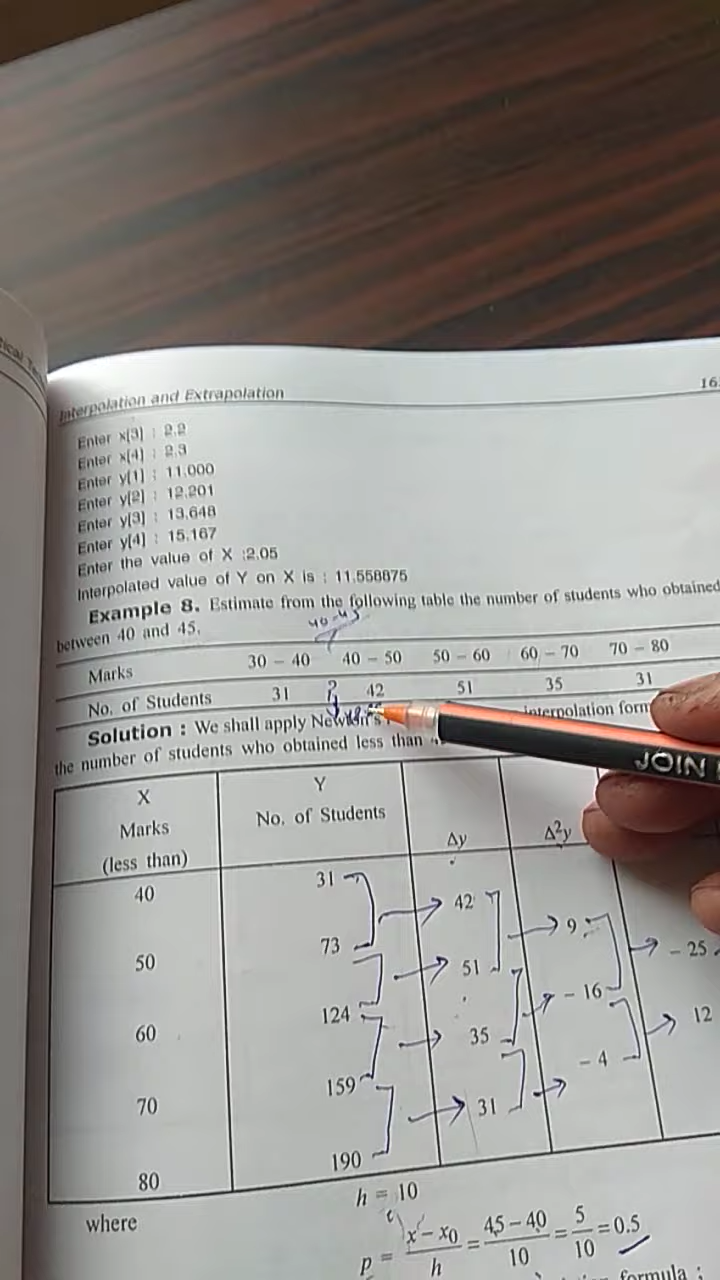 Interpolation and Extrapolation
Enter x[3] : 2.2
Enter x[4] : 2.3
Enter y[1] : 11.000
Enter y[2] : 12.201
Enter y[3] : 13.648
Enter y[4] : 15.167
Enter the value of X :2.05
Interpolated value of Y on X is : 11.558875
Example 8. Estimate from the following table the number of students who obtained
between 40 and 45.
40-45
Marks 30 – 40 40 – 50 50 – 60 60 – 70 70 – 80
No. of Students 31 ? 42 51 35 31
Solution : We shall apply Newton's interpolation
the number of students who obtained less than
X Y
Marks No. of Students Δy Δ²y
(less than)
40 31
42
50 73 9
51 – 25
60 124 – 16
35 12
70 159 – 4
31
80 190
where h = 10
p = x – x₀ / h = 45 – 40 / 10 = 5 / 10 = 0.5
formula :
JOIN